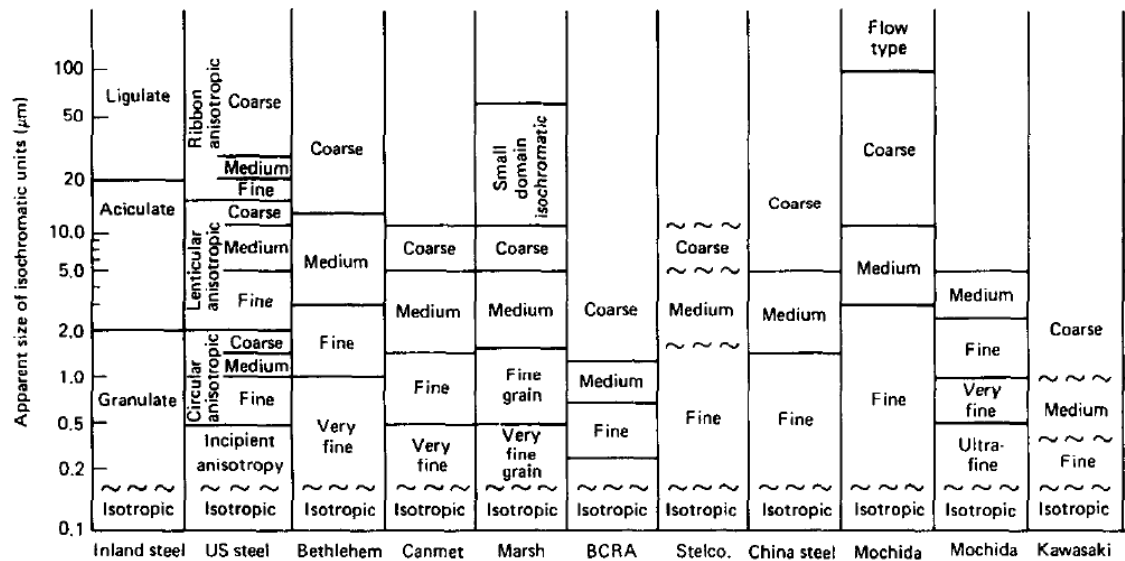 Apparent size of isochromatic units (μm)
100
50
20
10.0
5.0
2.0
1.0
0.5
0.2
0.1
Ligulate
Aciculate
Granulate
Isotropic
Inland steel
Ribbon
anisotropic
Coarse
Medium
Fine
Lenticular
anisotropic
Coarse
Medium
Fine
Circular
anisotropic
Coarse
Medium
Fine
Incipient
anisotropy
Isotropic
US steel
Coarse
Medium
Fine
Very
fine
Isotropic
Bethlehem
Coarse
Medium
Fine
Very
fine
Isotropic
Canmet
Small
domain
isochromatic
Coarse
Medium
Fine
grain
Very
fine
grain
Isotropic
Marsh
Coarse
Medium
Fine
Isotropic
BCRA
Coarse
Medium
Fine
Isotropic
Stelco.
Coarse
Medium
Fine
Isotropic
China steel
Flow
type
Coarse
Medium
Fine
Isotropic
Mochida
Medium
Fine
Very
fine
Ultra-
fine
Isotropic
Mochida
Coarse
Medium
Fine
Isotropic
Kawasaki